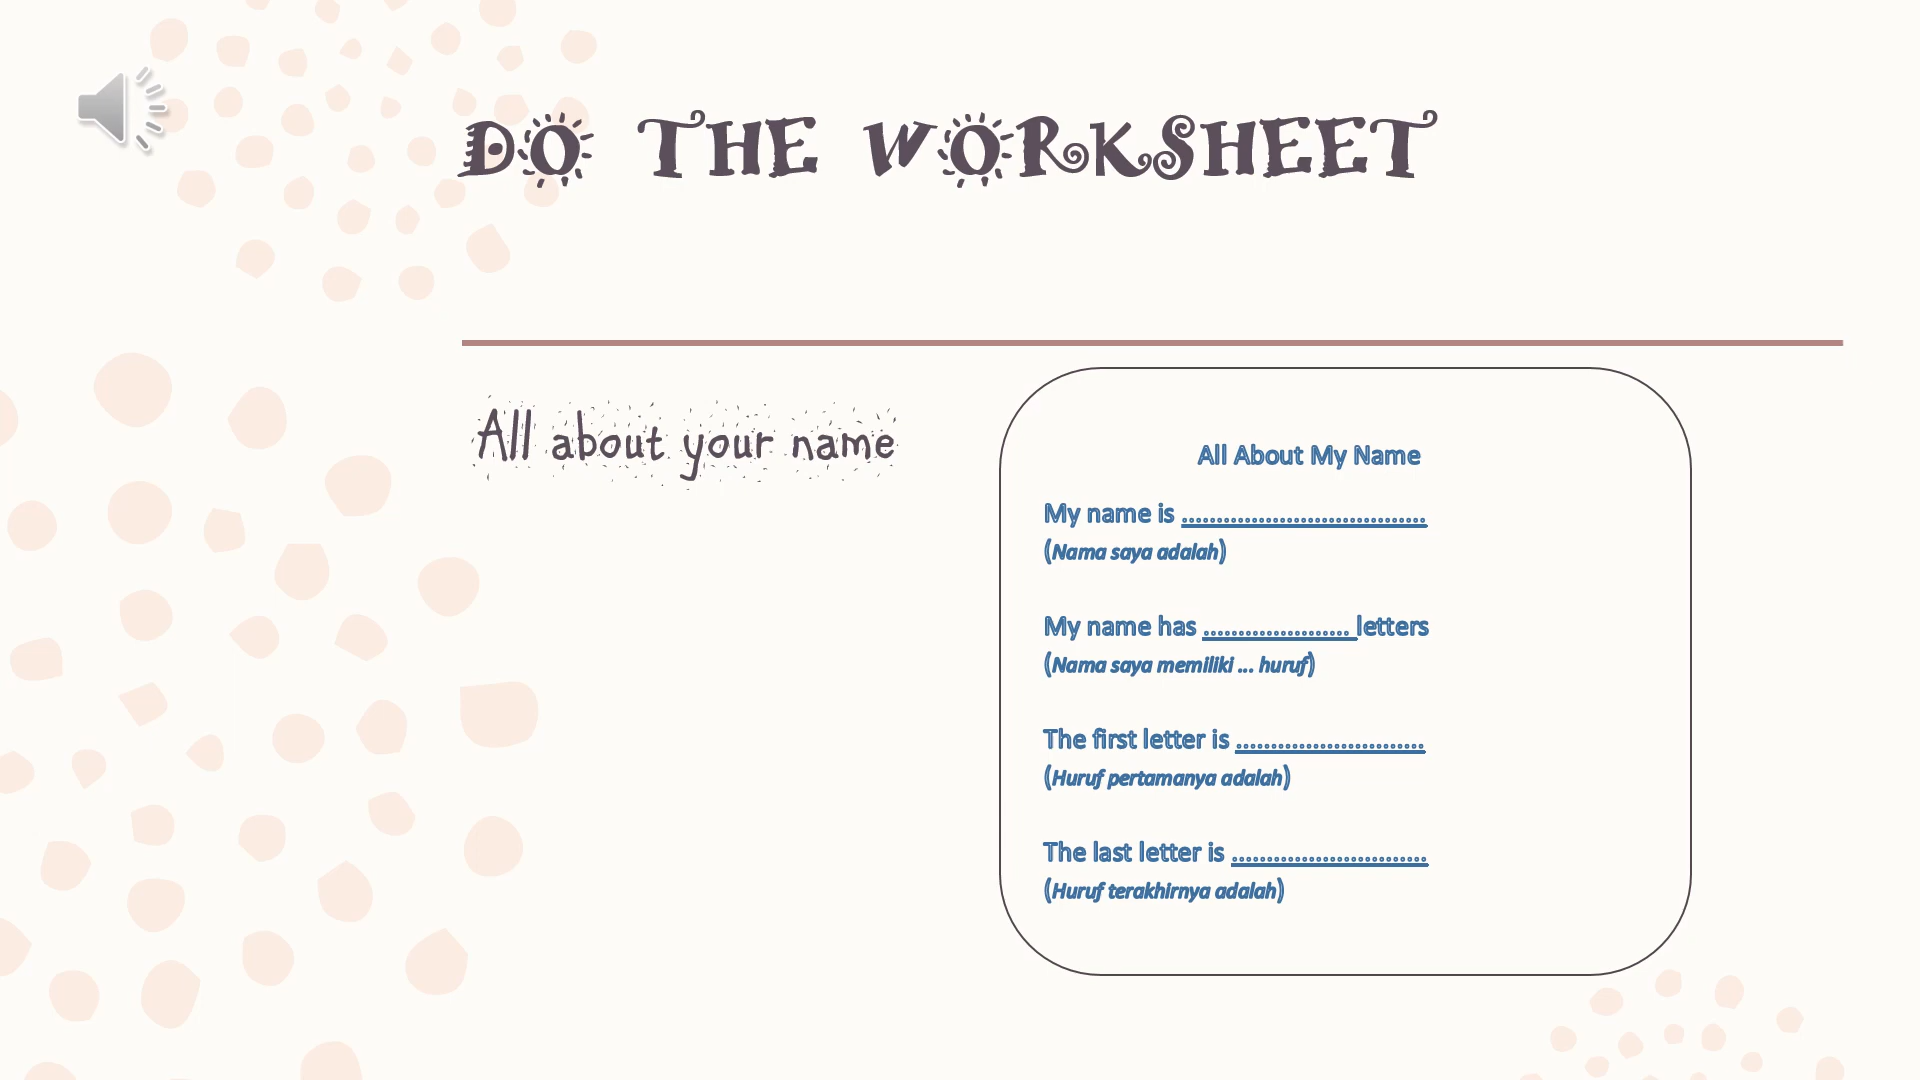 DO THE WORKSHEET
All about your name
All About My Name
My name is ...................................
(Nama saya adalah)
My name has ..................... letters
(Nama saya memiliki ... huruf)
The first letter is ...........................
(Huruf pertamanya adalah)
The last letter is ............................
(Huruf terakhirnya adalah)